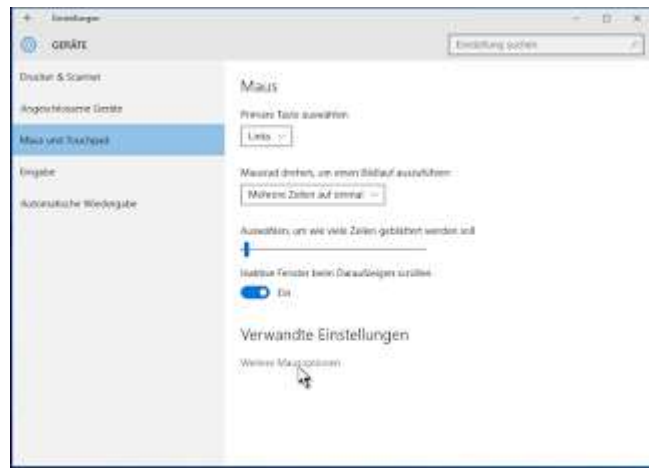 Einstellungen
GERÄTE
Einstellung suchen
Drucker & Scanner
Angeschlossene Geräte
Maus und Touchpad
Eingabe
Automatische Wiedergabe
Maus
Primäre Taste auswählen
Links
Mausrad drehen, um einen Bildlauf auszuführen
Mehrere Zeilen auf einmal
Auswählen, um wie viele Zeilen geblättert werden soll
Inaktive Fenster beim Daraufzeigen scrollen
Ein
Verwandte Einstellungen
Weitere Mausoptionen